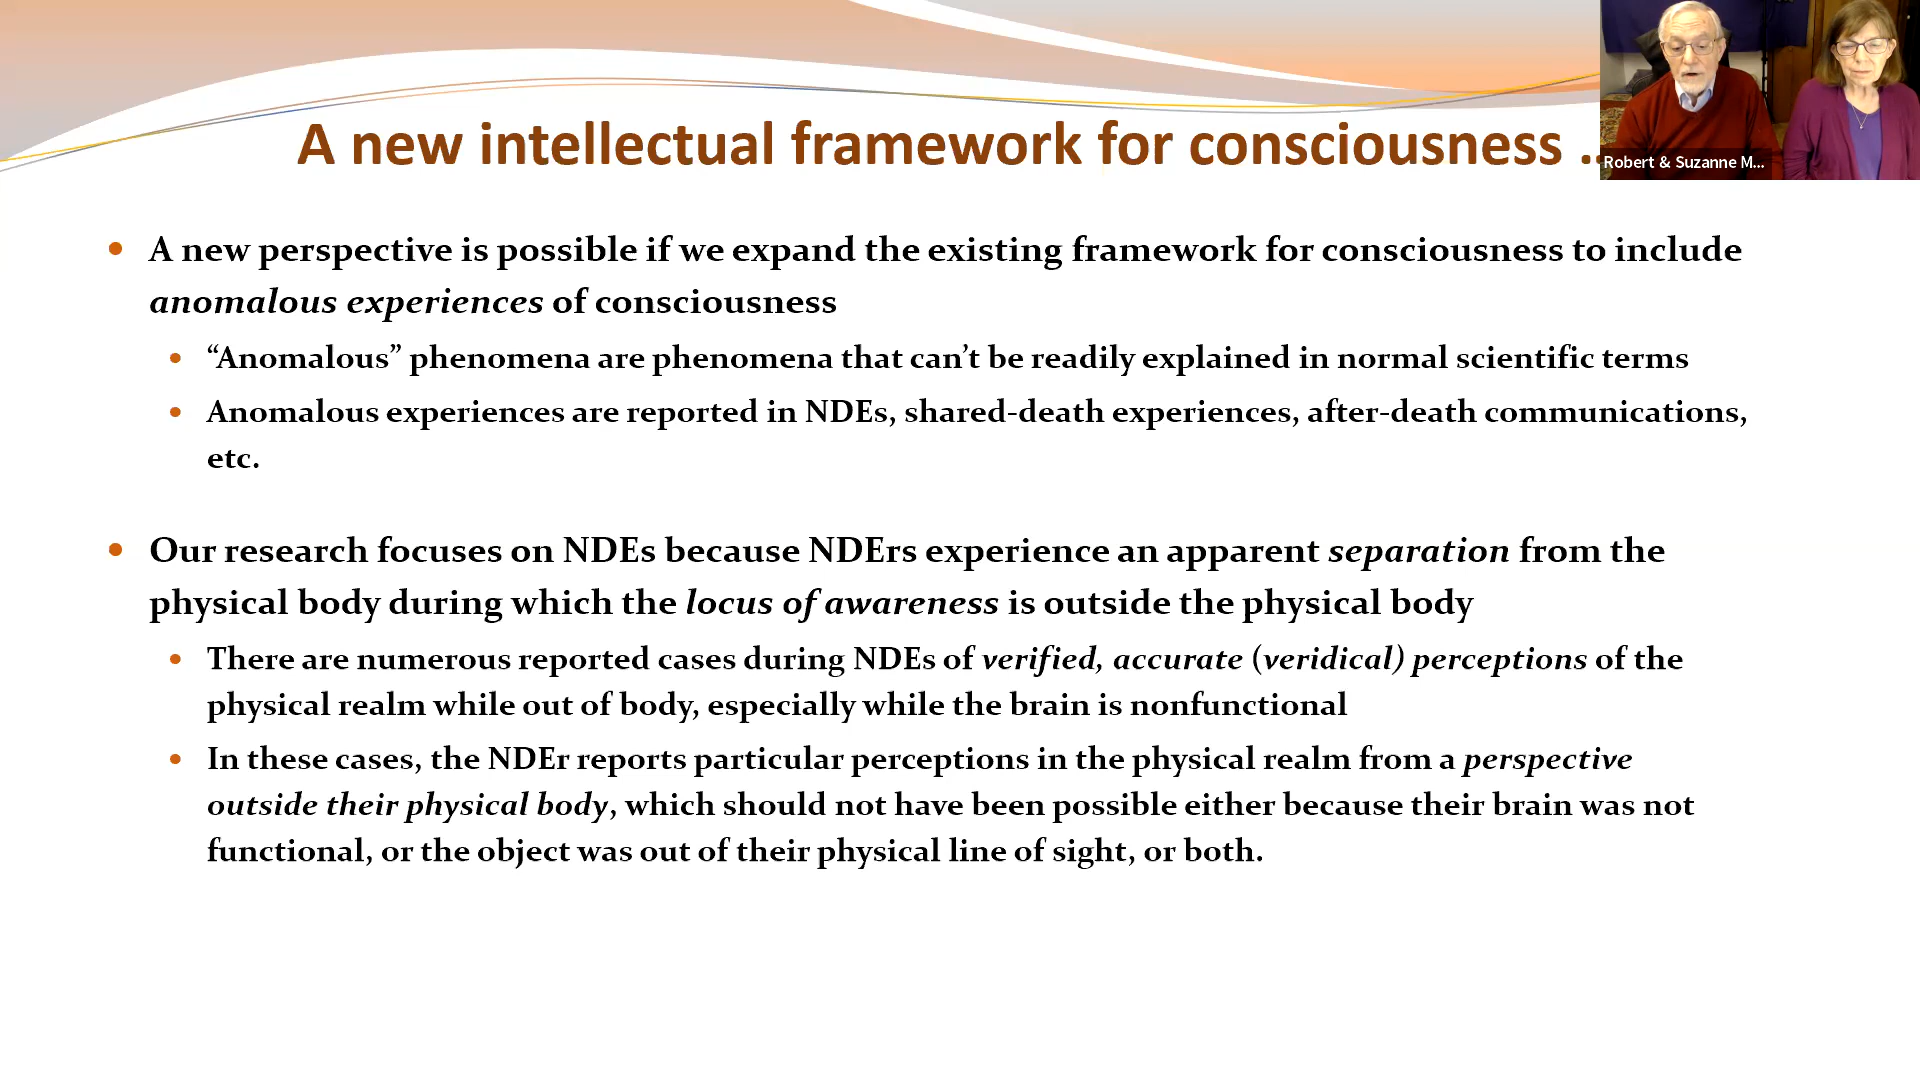 A new intellectual framework for consciousness ..
Robert & Suzanne M...
• A new perspective is possible if we expand the existing framework for consciousness to include
anomalous experiences of consciousness
• “Anomalous” phenomena are phenomena that can’t be readily explained in normal scientific terms
• Anomalous experiences are reported in NDEs, shared-death experiences, after-death communications,
etc.
• Our research focuses on NDEs because NDErs experience an apparent separation from the
physical body during which the locus of awareness is outside the physical body
• There are numerous reported cases during NDEs of verified, accurate (veridical) perceptions of the
physical realm while out of body, especially while the brain is nonfunctional
• In these cases, the NDEr reports particular perceptions in the physical realm from a perspective
outside their physical body, which should not have been possible either because their brain was not
functional, or the object was out of their physical line of sight, or both.